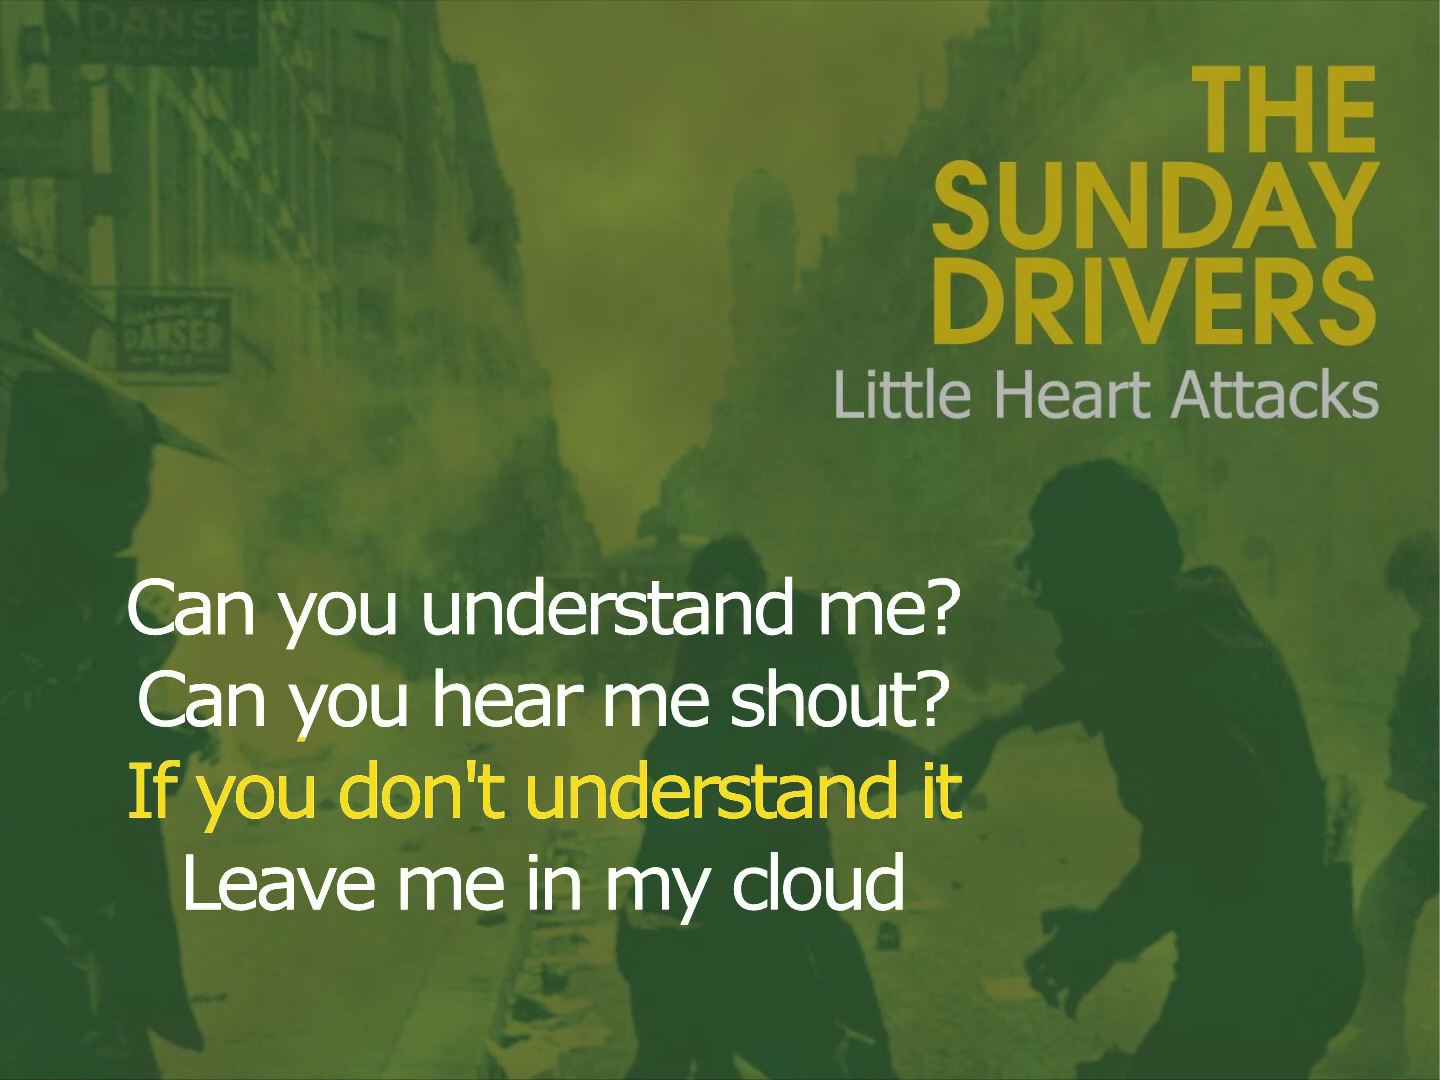 DANSE
DANSER
THE
SUNDAY
DRIVERS
Little Heart Attacks
Can you understand me?
Can you hear me shout?
If you don't understand it
Leave me in my cloud